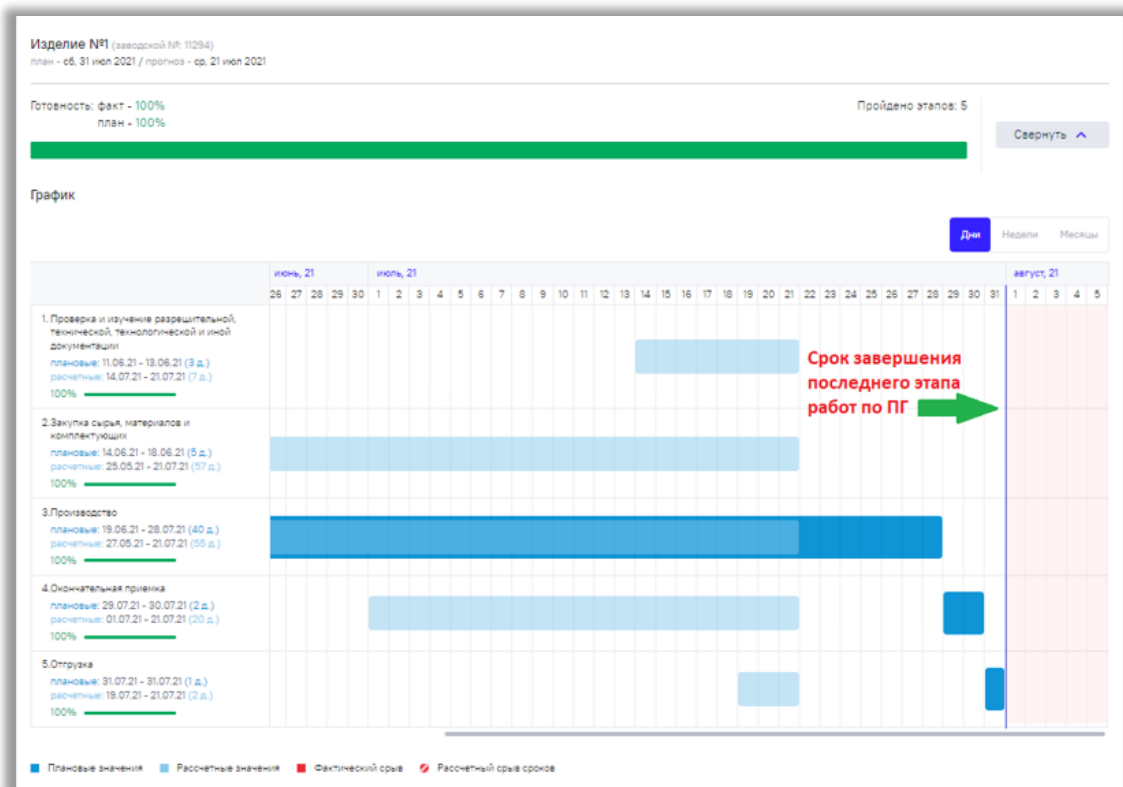 Изделие №1 (заводской №: 11294)
план - сб, 31 июл 2021 / прогноз - ср, 21 июл 2021
Готовность: факт - 100%
план - 100%
Пройдено этапов: 5
Свернуть
График
Дни Недели Месяцы
июнь, 21 июль, 21 август, 21
26 27 28 29 30 1 2 3 4 5 6 7 8 9 10 11 12 13 14 15 16 17 18 19 20 21 22 23 24 25 26 27 28 29 30 31 1 2 3 4 5
1. Проверка и изучение разрешительной,
технической, технологической и иной
документации
плановые: 11.06.21 - 13.06.21 (3 д.)
расчетные: 14.07.21 - 21.07.21 (7 д.)
100%
Срок завершения
последнего этапа
работ по ПГ
2.Закупка сырья, материалов и
комплектующих
плановые: 14.06.21 - 18.06.21 (5 д.)
расчетные: 25.05.21 - 21.07.21 (57 д.)
100%
3.Производство
плановые: 19.06.21 - 28.07.21 (40 д.)
расчетные: 27.05.21 - 21.07.21 (55 д.)
100%
4.Окончательная приемка
плановые: 29.07.21 - 30.07.21 (2 д.)
расчетные: 01.07.21 - 21.07.21 (20 д.)
100%
5.Отгрузка
плановые: 31.07.21 - 31.07.21 (1 д.)
расчетные: 19.07.21 - 21.07.21 (2 д.)
100%
Плановые значения Рассчетные значения Фактический срыв Рассчетный срыв сроков